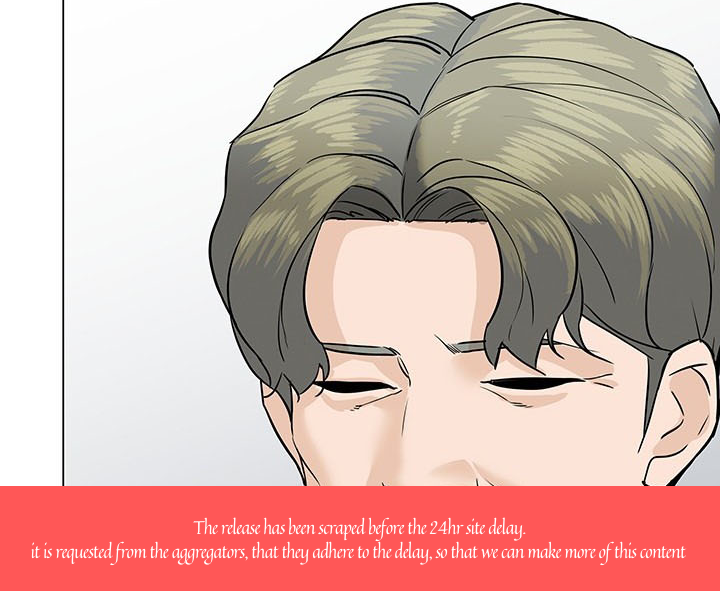 The release has been scraped before the 24hr site delay.
it is requested from the aggregators, that they adhere to the delay, so that we can make more of this content